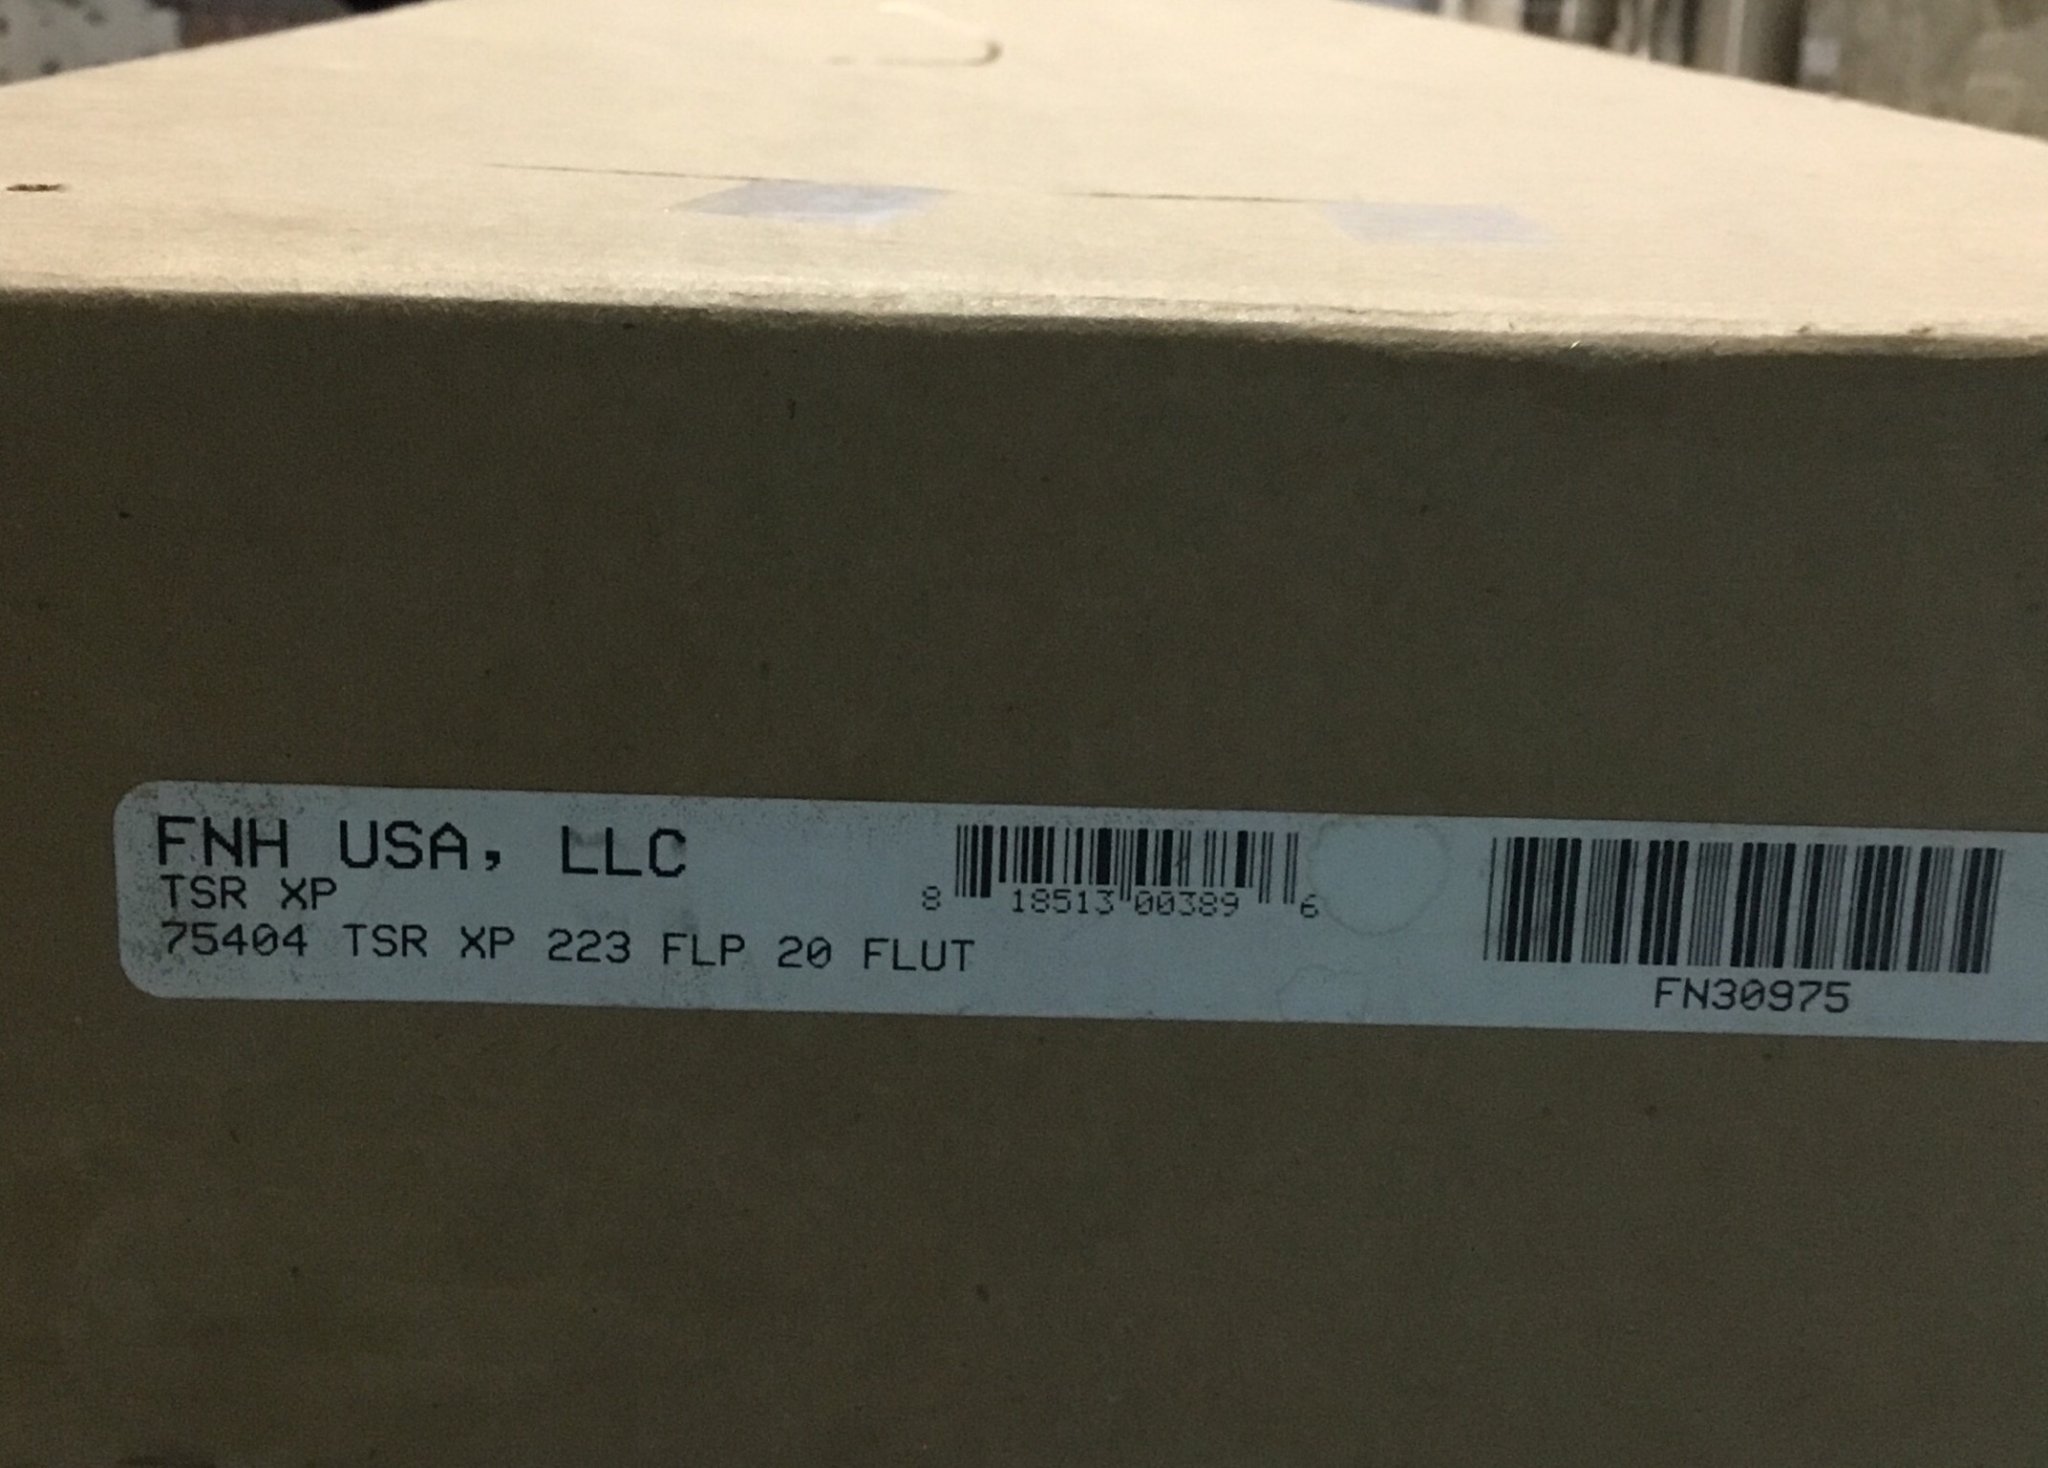 FNH USA, LLC
TSR XP
75404 TSR XP 223 FLP 20 FLUT
8 18513 00389 6
FN30975